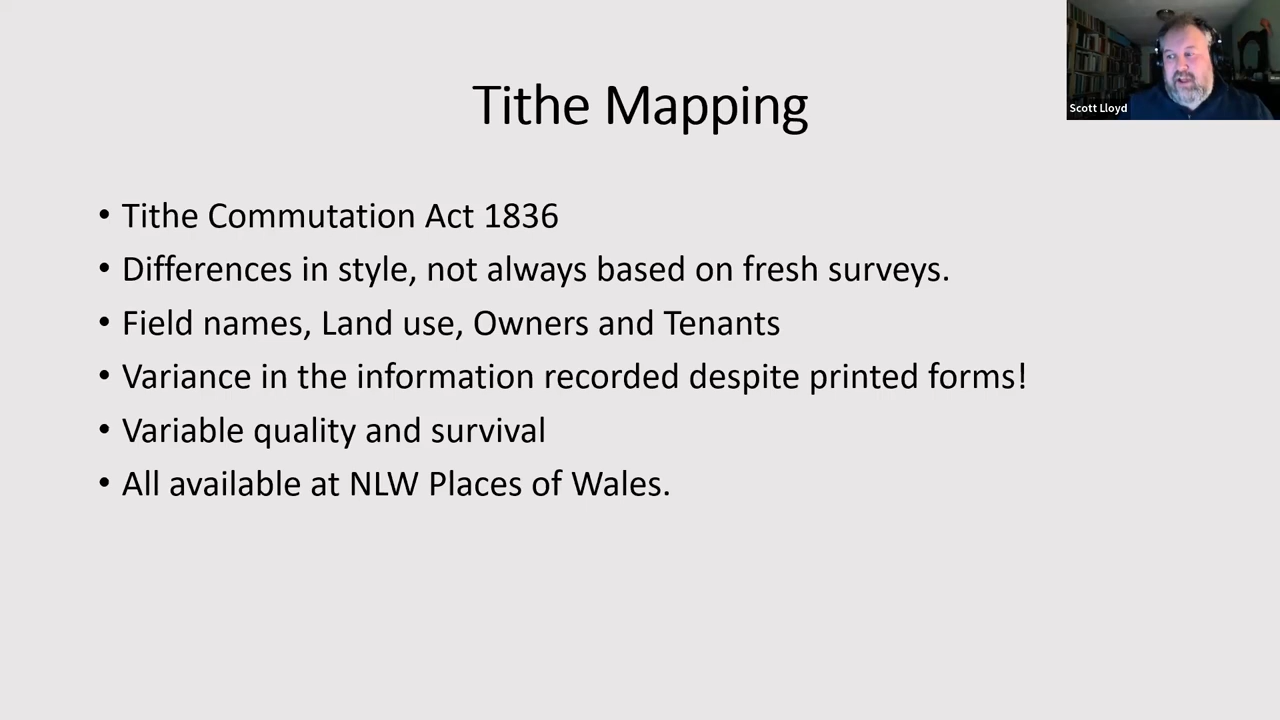 Tithe Mapping
Scott Lloyd
• Tithe Commutation Act 1836
• Differences in style, not always based on fresh surveys.
• Field names, Land use, Owners and Tenants
• Variance in the information recorded despite printed forms!
• Variable quality and survival
• All available at NLW Places of Wales.